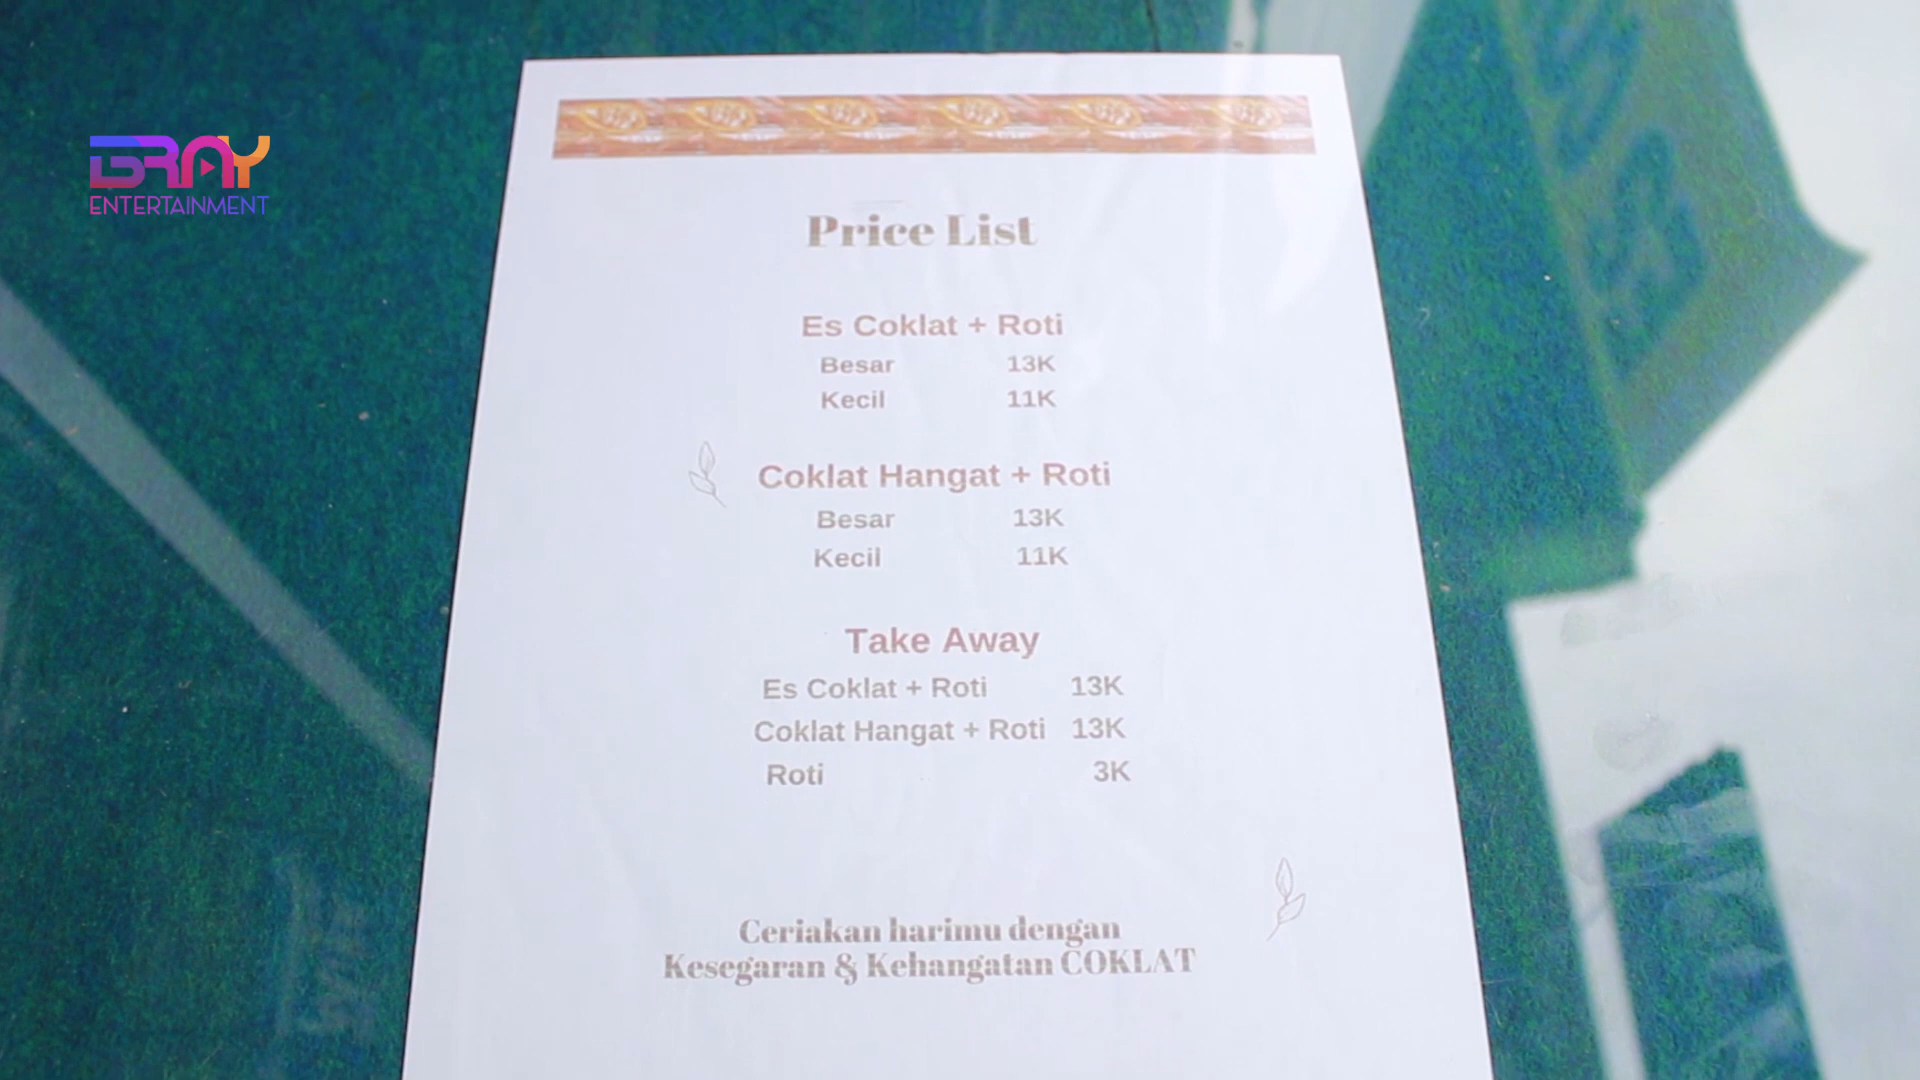 GRAY
ENTERTAINMENT
Price List
Es Coklat + Roti
Besar 13K
Kecil 11K
Coklat Hangat + Roti
Besar 13K
Kecil 11K
Take Away
Es Coklat + Roti 13K
Coklat Hangat + Roti 13K
Roti 3K
Ceriakan harimu dengan
Kesegaran & Kehangatan COKLAT